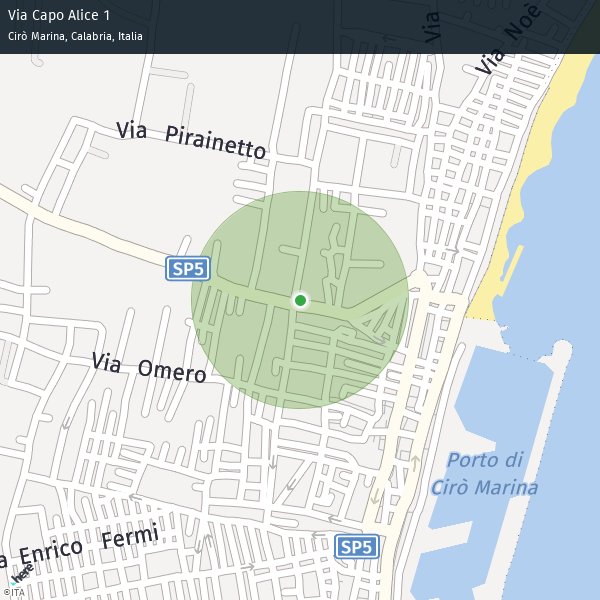 Via Capo Alice 1
Cirò Marina, Calabria, Italia
Via
Via Noè
Via Pirainetto
SP5
Via Omero
Porto di
Cirò Marina
SP5
a Enrico Fermi
here
©ITA